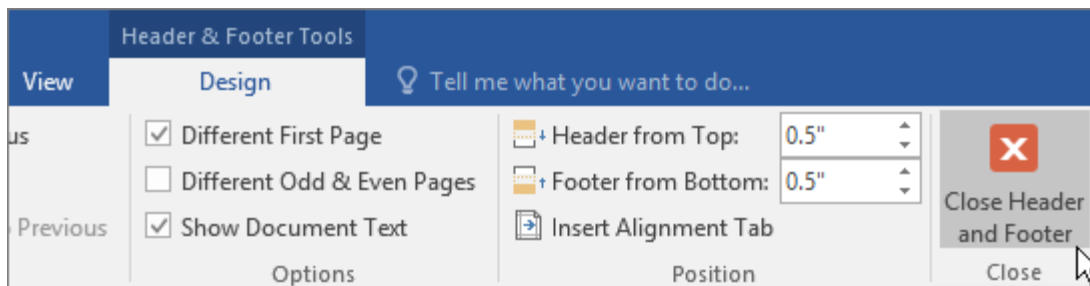 Header & Footer Tools
View Design Tell me what you want to do...
us Different First Page Header from Top: 0.5"
Different Odd & Even Pages Footer from Bottom: 0.5"
Previous Show Document Text Insert Alignment Tab
Close Header
and Footer
Options Position Close